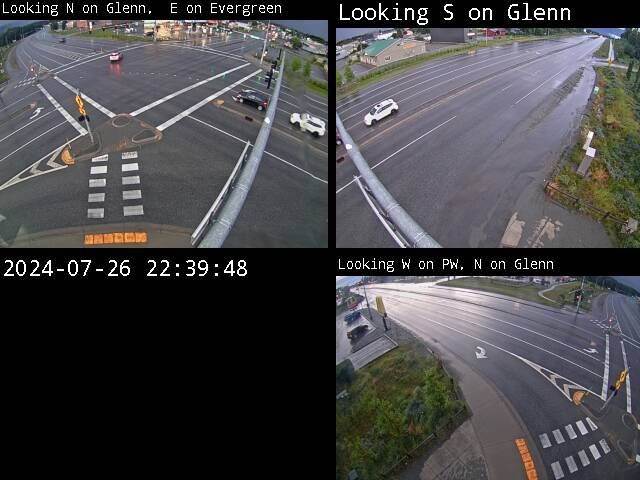 Looking N on Glenn,  E on Evergreen
Looking S on Glenn
2024-07-26 22:39:48
Looking W on PW, N on Glenn